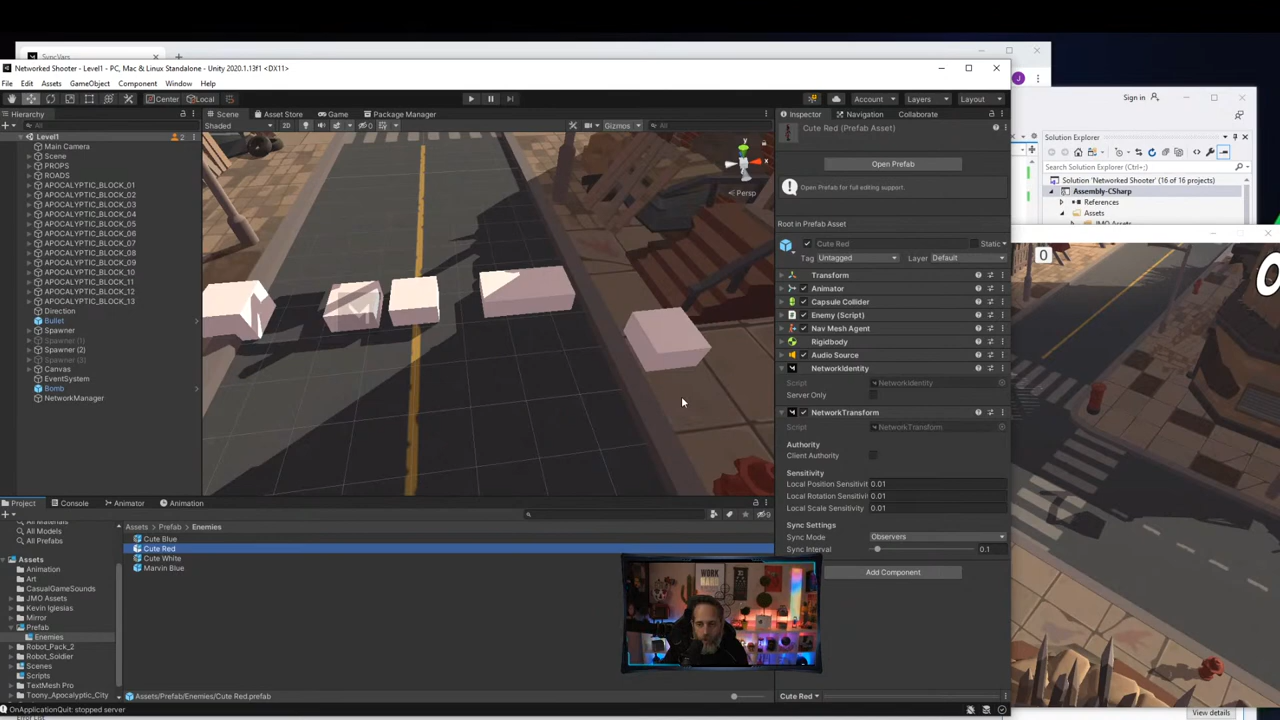 SyncVars
Networked Shooter - Level1 - PC, Mac & Linux Standalone - Unity 2020.1.13f1 <DX11>
File Edit Assets GameObject Component Window Help
Center Local Account Layers Layout
Hierarchy
All
Level1
2
Main Camera
Scene
PROPS
ROADS
APOCALYPTIC_BLOCK_01
APOCALYPTIC_BLOCK_02
APOCALYPTIC_BLOCK_03
APOCALYPTIC_BLOCK_04
APOCALYPTIC_BLOCK_05
APOCALYPTIC_BLOCK_06
APOCALYPTIC_BLOCK_07
APOCALYPTIC_BLOCK_08
APOCALYPTIC_BLOCK_09
APOCALYPTIC_BLOCK_10
APOCALYPTIC_BLOCK_11
APOCALYPTIC_BLOCK_12
APOCALYPTIC_BLOCK_13
Direction
Bullet
Spawner
Spawner (1)
Spawner (2)
Spawner (3)
Canvas
EventSystem
Bomb
NetworkManager
Scene Asset Store Game Package Manager
Shaded 2D 0 Gizmos All
y
x
Persp
Inspector Navigation Collaborate
Cute Red (Prefab Asset)
Open Prefab
Open Prefab for full editing support.
Root in Prefab Asset
Cute Red Static
Tag Untagged Layer Default
Transform
Animator
Capsule Collider
Enemy (Script)
Nav Mesh Agent
Rigidbody
Audio Source
NetworkIdentity
Script NetworkIdentity
Server Only
NetworkTransform
Script NetworkTransform
Authority
Client Authority
Sensitivity
Local Position Sensitivit 0.01
Local Rotation Sensitivit 0.01
Local Scale Sensitivity 0.01
Sync Settings
Sync Mode Observers
Sync Interval 0.1
Add Component
Cute Red
Project Console Animator Animation
9
All Materials
All Models
All Prefabs
Assets
Animation
Art
CasualGameSounds
JMO Assets
Kevin Iglesias
Mirror
Prefab
Enemies
Robot_Pack_2
Robot_Soldier
Scenes
Scripts
TextMesh Pro
Toony_Apocalyptic_City
Assets > Prefab > Enemies
Cute Blue
Cute Red
Cute White
Marvin Blue
Assets/Prefab/Enemies/Cute Red.prefab
WORK
OnApplicationQuit: stopped server
Error List
J
Sign in
Solution Explorer
Search Solution Explorer (Ctrl+;)
Solution 'Networked Shooter' (16 of 16 projects)
Assembly-CSharp
References
Assets
JMO Assets
0
View details